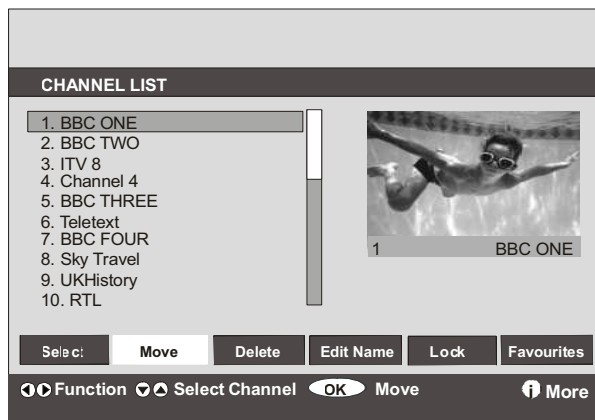 CHANNEL LIST
1. BBC ONE
2. BBC TWO
3. ITV 8
4. Channel 4
5. BBC THREE
6. Teletext
7. BBC FOUR
8. Sky Travel
9. UKHistory
10. RTL
1 BBC ONE
Select Move Delete Edit Name Lock Favourites
Function Select Channel OK Move i More